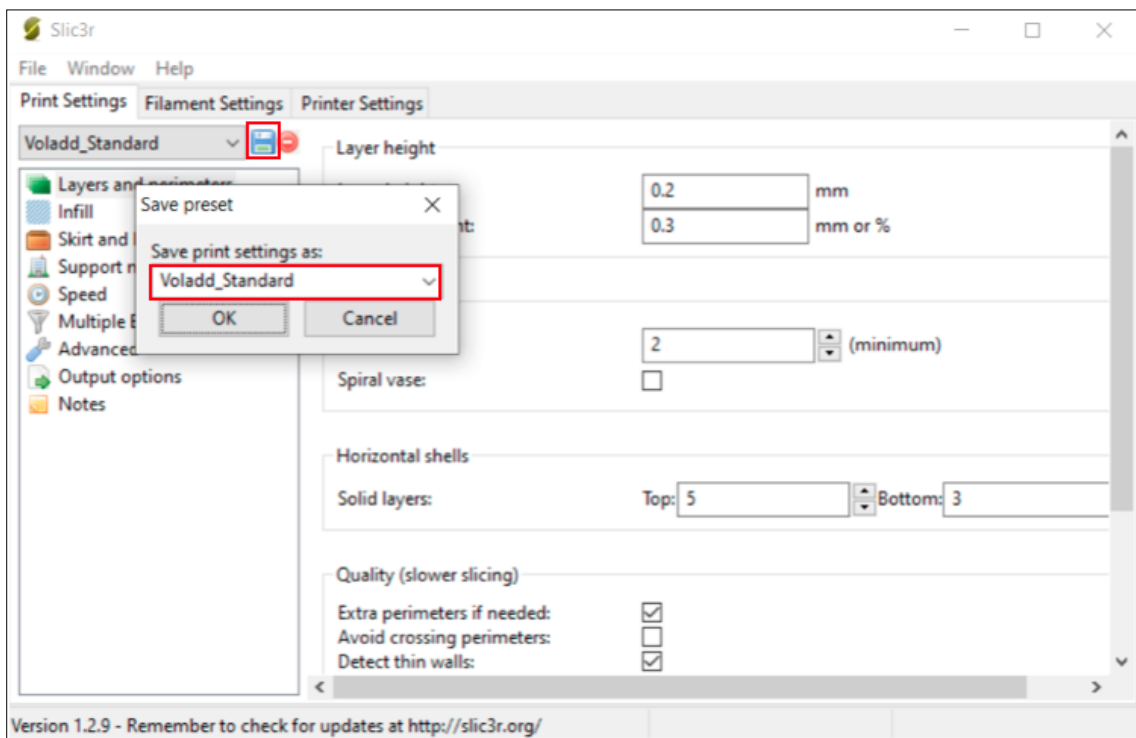 Slic3r
File Window Help
Print Settings Filament Settings Printer Settings
Voladd_Standard
Layers and perimeters
Infill
Skirt and
Support
Speed
Multiple
Advanced
Output options
Notes
Save preset
Save print settings as:
Voladd_Standard
OK Cancel
Layer height
0.2 mm
0.3 mm or %
2 (minimum)
Spiral vase:
Horizontal shells
Solid layers: Top: 5 Bottom: 3
Quality (slower slicing)
Extra perimeters if needed:
Avoid crossing perimeters:
Detect thin walls:
Version 1.2.9 - Remember to check for updates at http://slic3r.org/